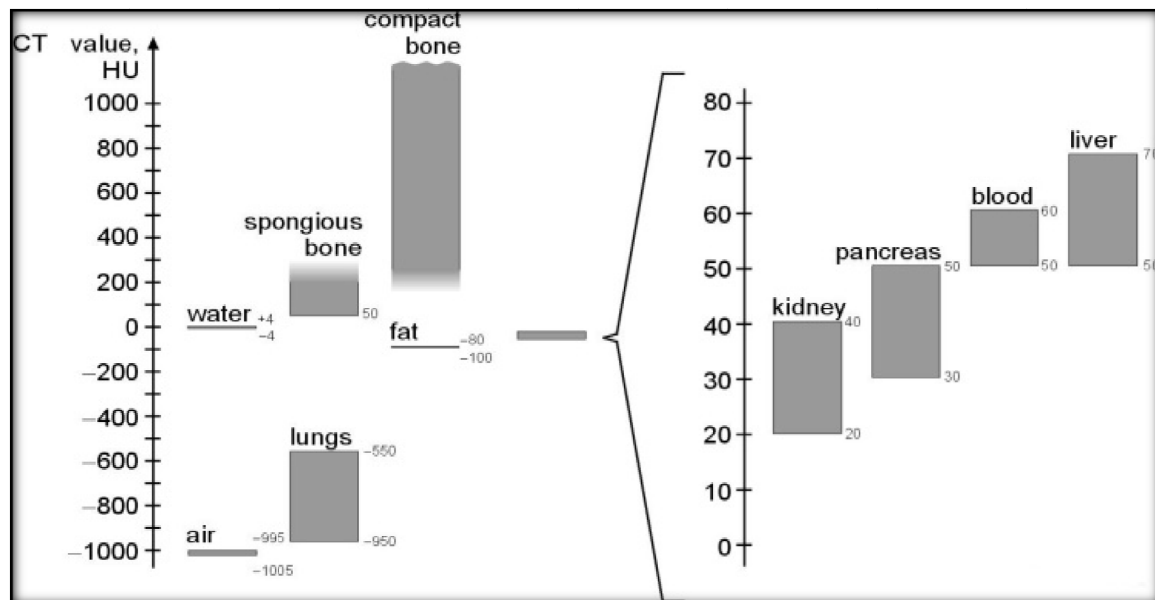 CT value,
HU
1000
800
600
400
200
0
−200
−400
−600
−800
−1000
water
+4
−4
spongious
bone
50
compact
bone
fat
−80
−100
lungs
−550
−950
air
−995
−1005
80
70
60
50
40
30
20
10
0
kidney
40
20
pancreas
50
30
blood
60
50
liver
70
50